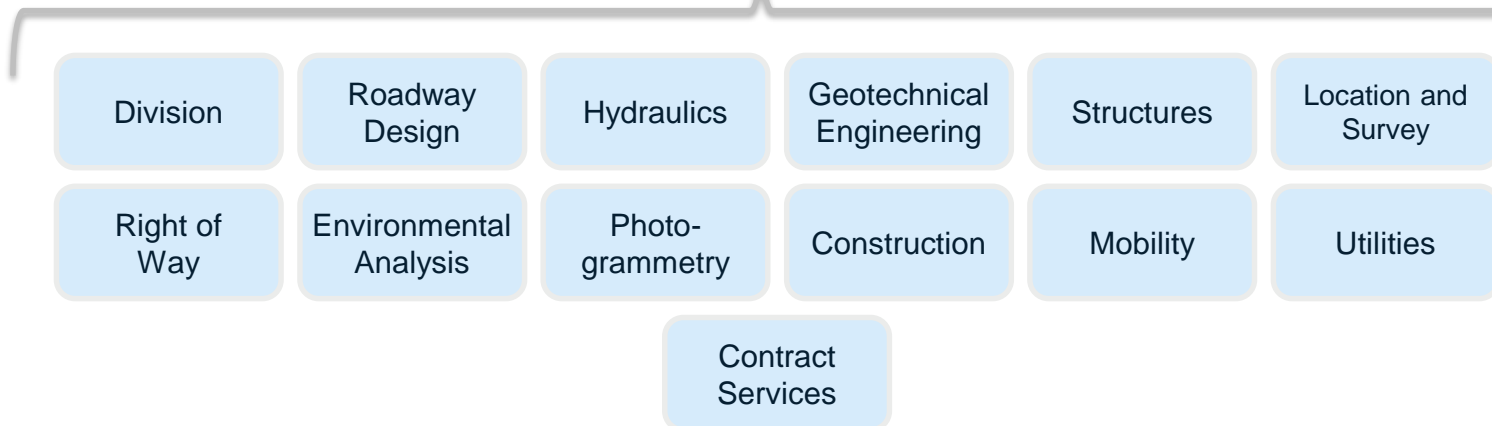 Division
Roadway
Design
Hydraulics
Geotechnical
Engineering
Structures
Location and
Survey
Right of
Way
Environmental
Analysis
Photo-
grammetry
Construction
Mobility
Utilities
Contract
Services